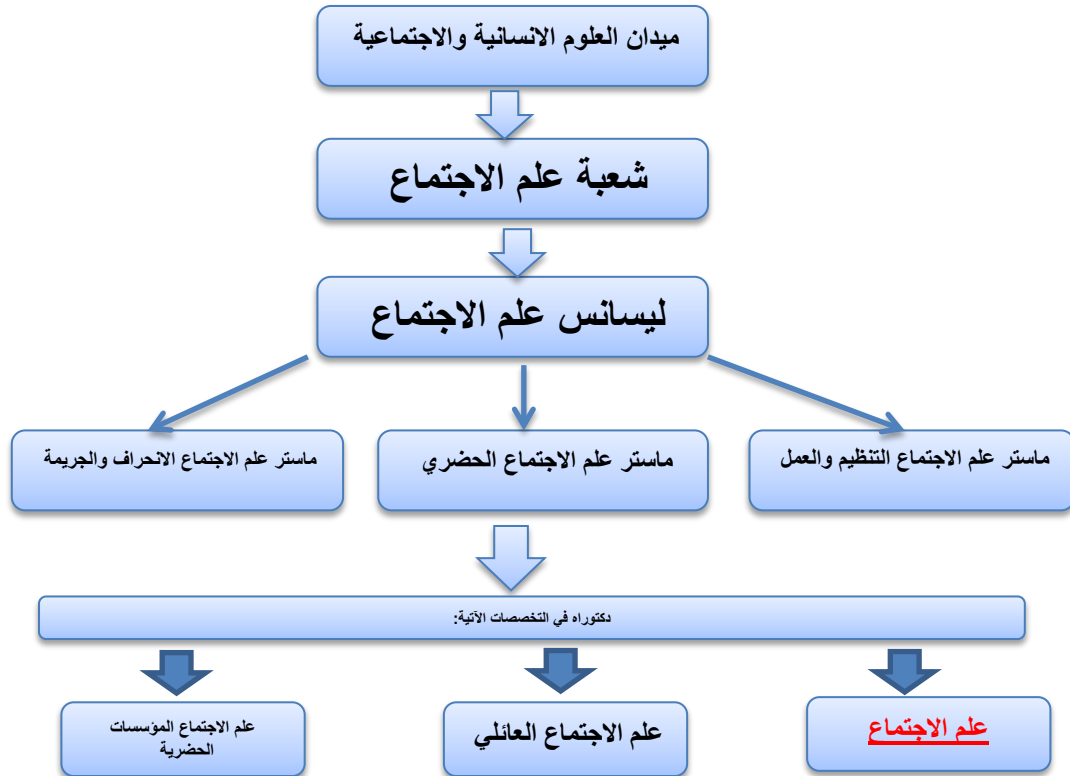 ميدان العلوم الانسانية والاجتماعية
شعبة علم الاجتماع
ليسانس علم الاجتماع
ماستر علم الاجتماع التنظيم والعمل
ماستر علم الاجتماع الحضري
ماستر علم الاجتماع الانحراف والجريمة
دكتوراه في التخصصات الآتية:
علم الاجتماع
علم الاجتماع العائلي
علم الاجتماع المؤسسات
الحضرية